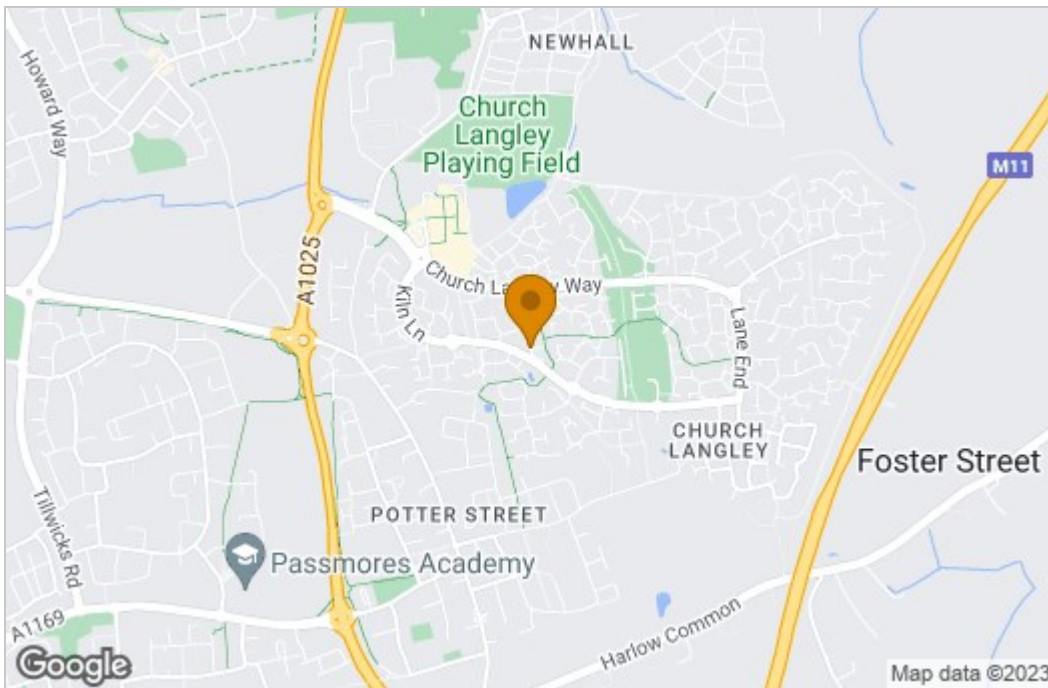 NEWHALL
Howard Way
Church
Langley
Playing Field
M11
A1025
Church Langley Way
Kiln Ln
Lane End
CHURCH
LANGLEY
Foster Street
Tillwicks Rd
POTTER STREET
Passmores Academy
A1169
Harlow Common
Google
Map data ©2023